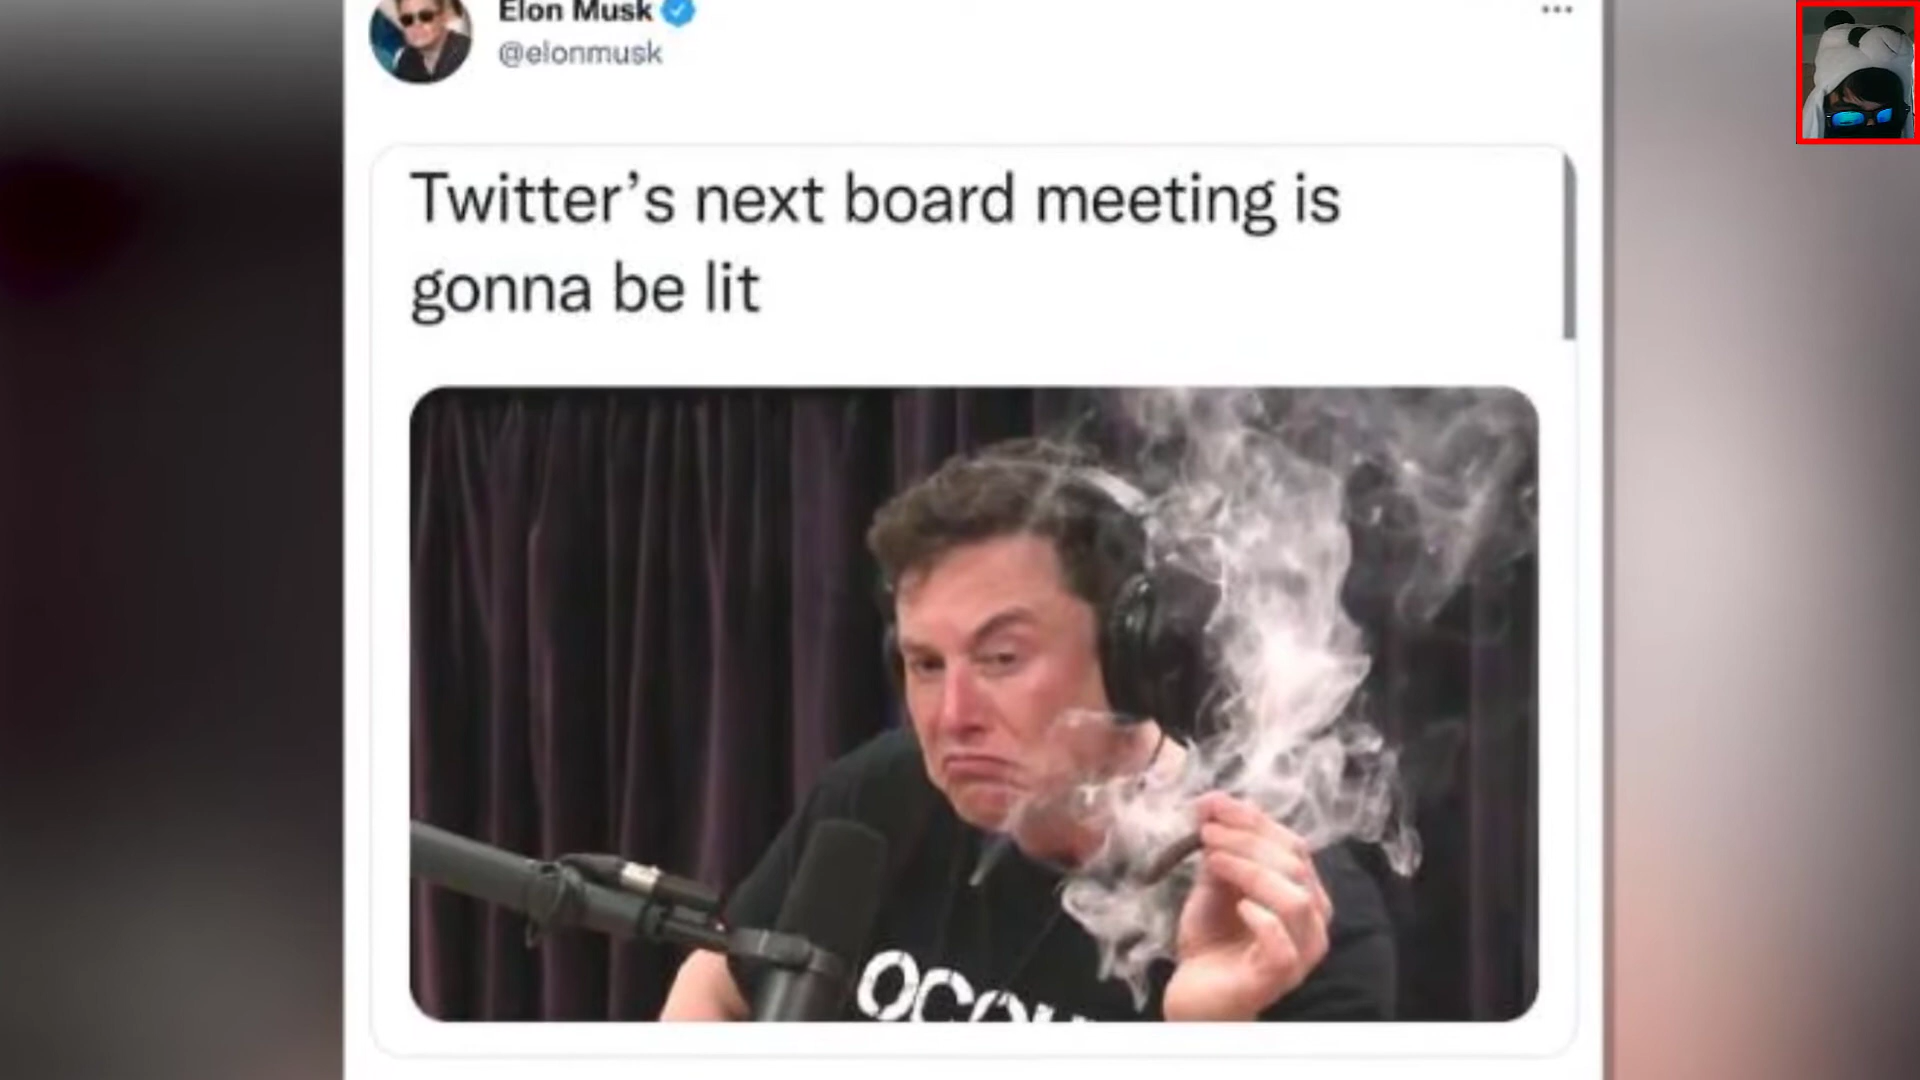 Elon Musk
@elonmusk
Twitter’s next board meeting is
gonna be lit